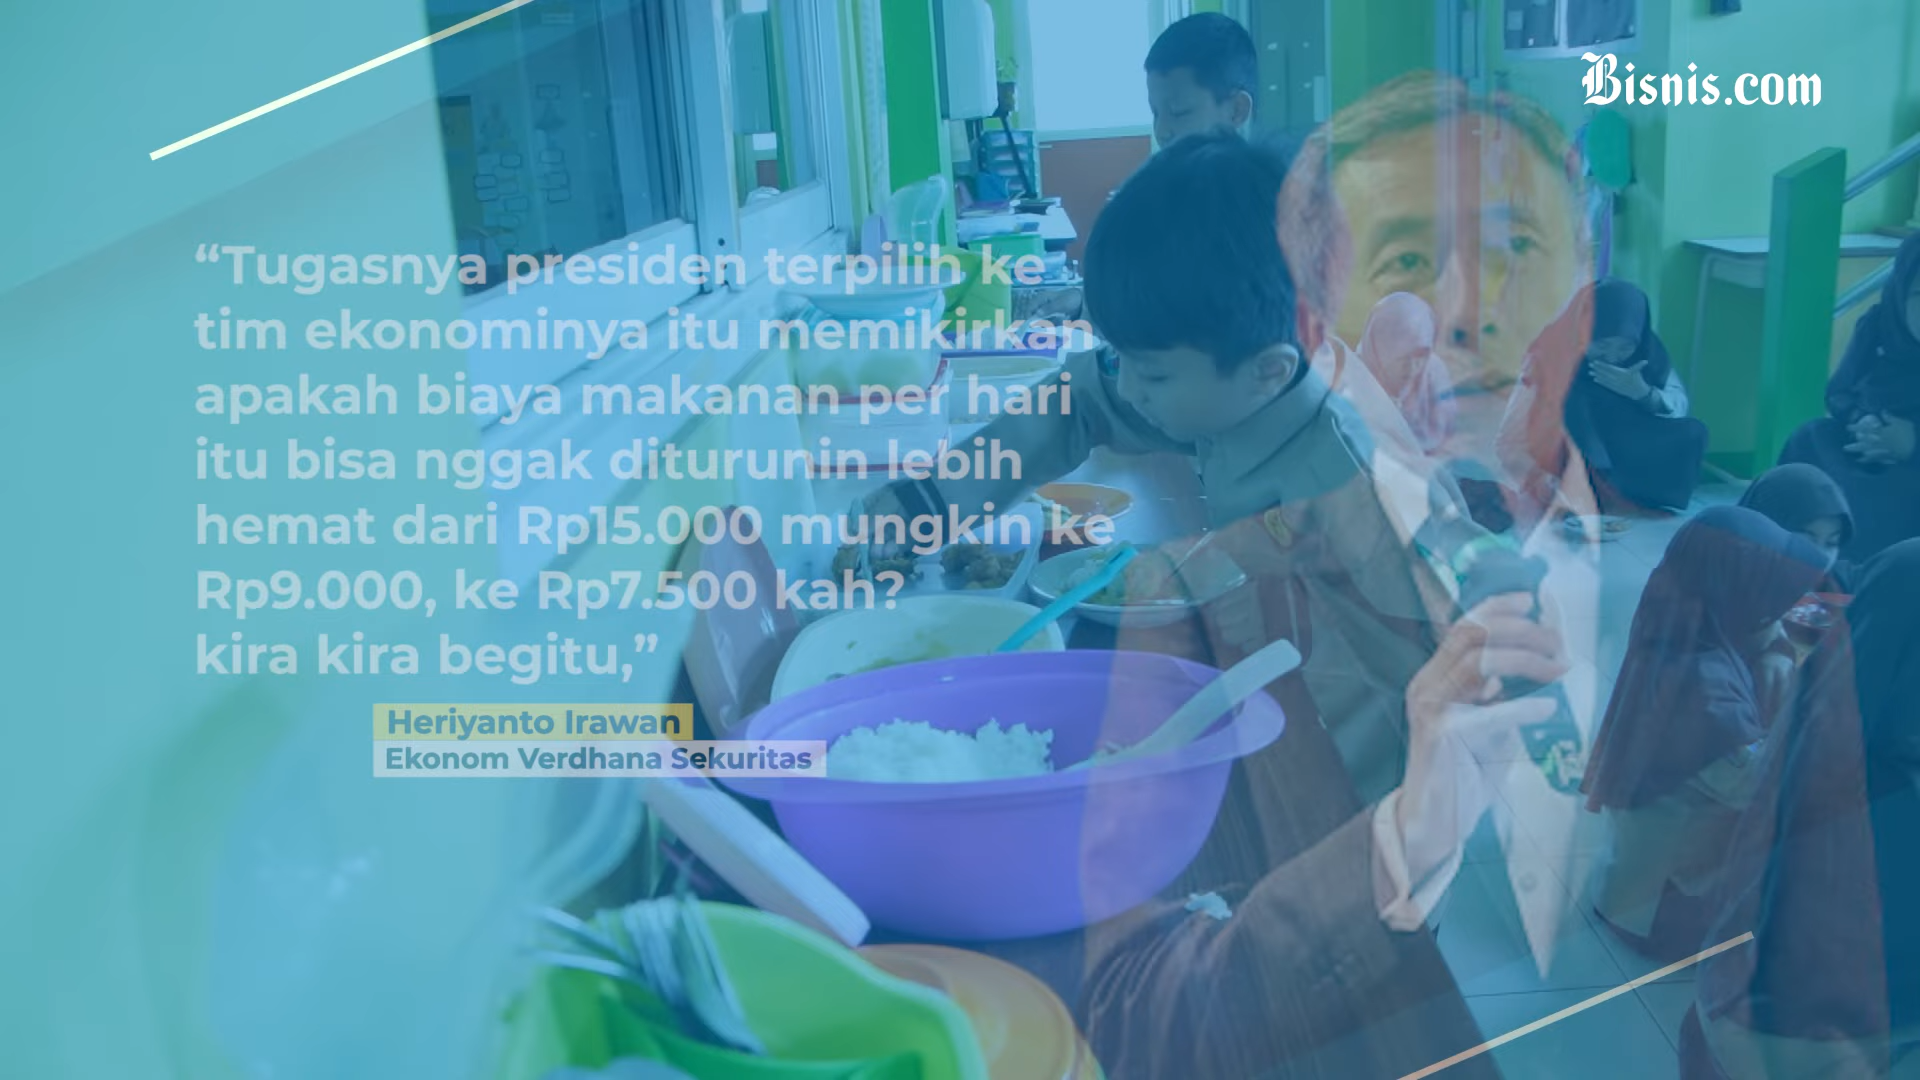 Bisnis.com
“Tugasnya presiden terpilih ke
tim ekonominya itu memikirkan
apakah biaya makanan per hari
itu bisa nggak diturunin lebih
hemat dari Rp15.000 mungkin ke
Rp9.000, ke Rp7.500 kah?
kira kira begitu,”
Heriyanto Irawan
Ekonom Verdhana Sekuritas